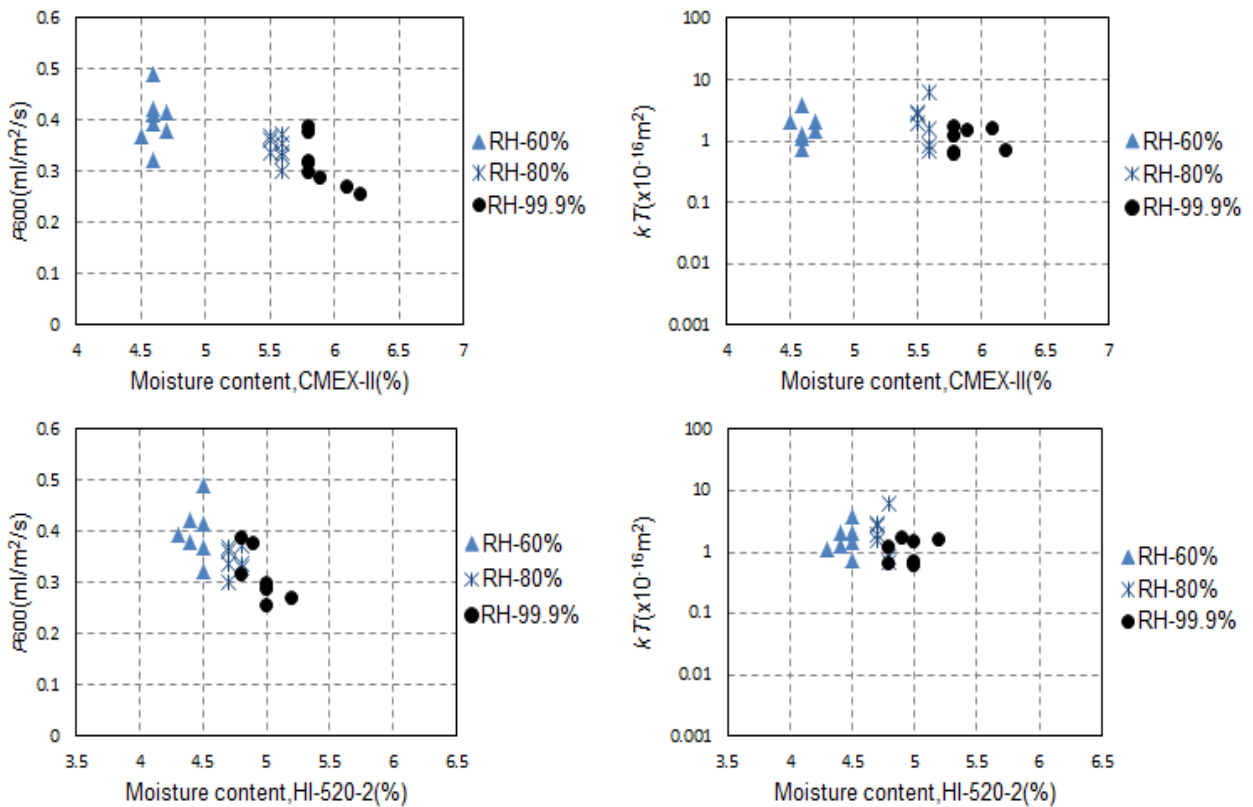 0.6
0.5
0.4
0.3
0.2
0.1
0
P600(ml/m²/s)
4 4.5 5 5.5 6 6.5 7
Moisture content,CMEX-II(%)
RH-60%
RH-80%
RH-99.9%
100
10
1
0.1
0.01
0.001
k T(x10⁻¹⁶m²)
4 4.5 5 5.5 6 6.5 7
Moisture content,CMEX-II(%
RH-60%
RH-80%
RH-99.9%
0.6
0.5
0.4
0.3
0.2
0.1
0
P600(ml/m²/s)
3.5 4 4.5 5 5.5 6 6.5
Moisture content,HI-520-2(%)
RH-60%
RH-80%
RH-99.9%
100
10
1
0.1
0.01
0.001
k T(x10⁻¹⁶m²)
3.5 4 4.5 5 5.5 6 6.5
Moisture content,HI-520-2(%)
RH-60%
RH-80%
RH-99.9%